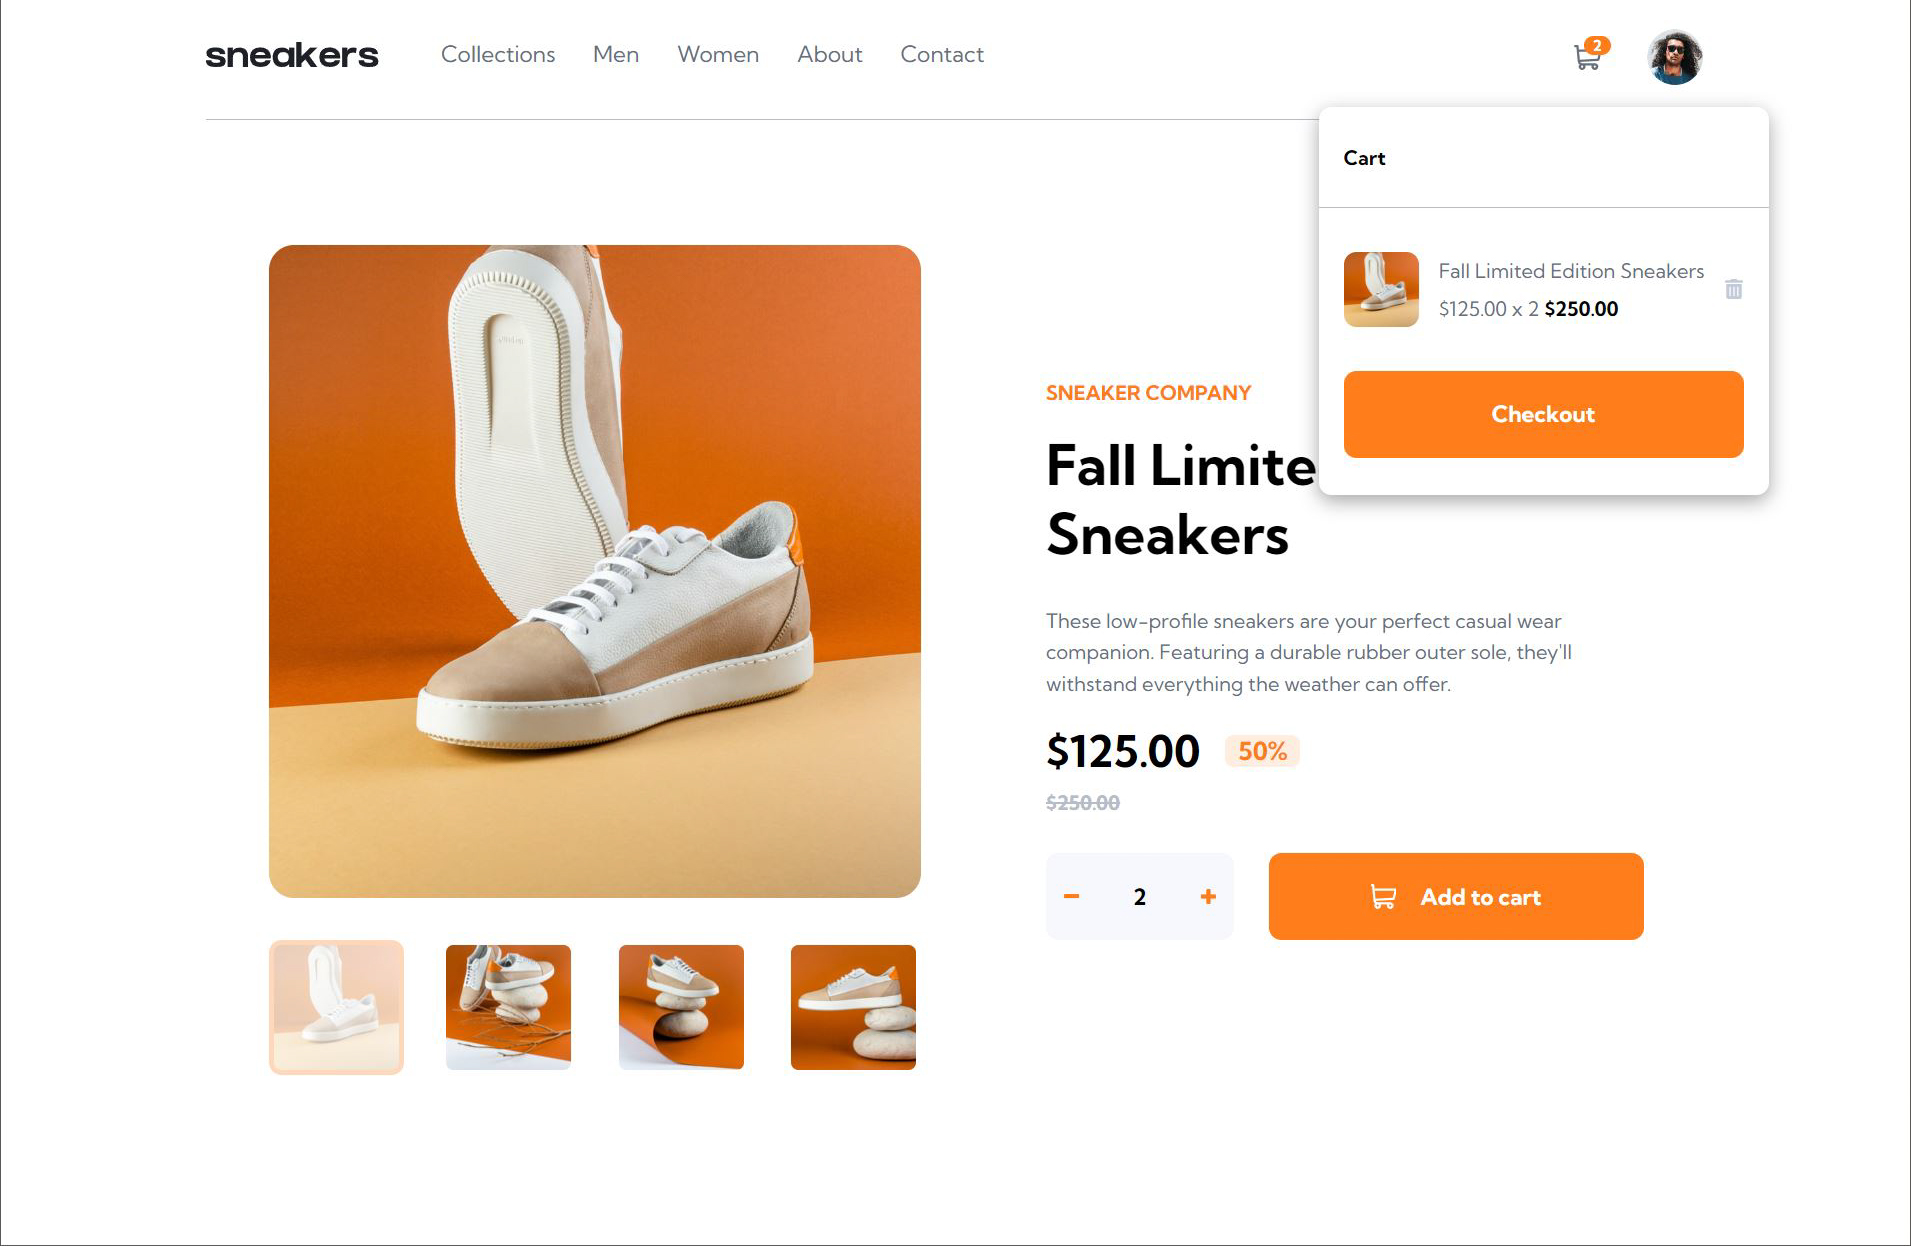 sneakers
Collections
Men
Women
About
Contact
2
Cart
Fall Limited Edition Sneakers
$125.00 x 2 $250.00
Checkout
SNEAKER COMPANY
Fall Limite
Sneakers
These low-profile sneakers are your perfect casual wear
companion. Featuring a durable rubber outer sole, they'll
withstand everything the weather can offer.
$125.00
50%
$250.00
2
Add to cart